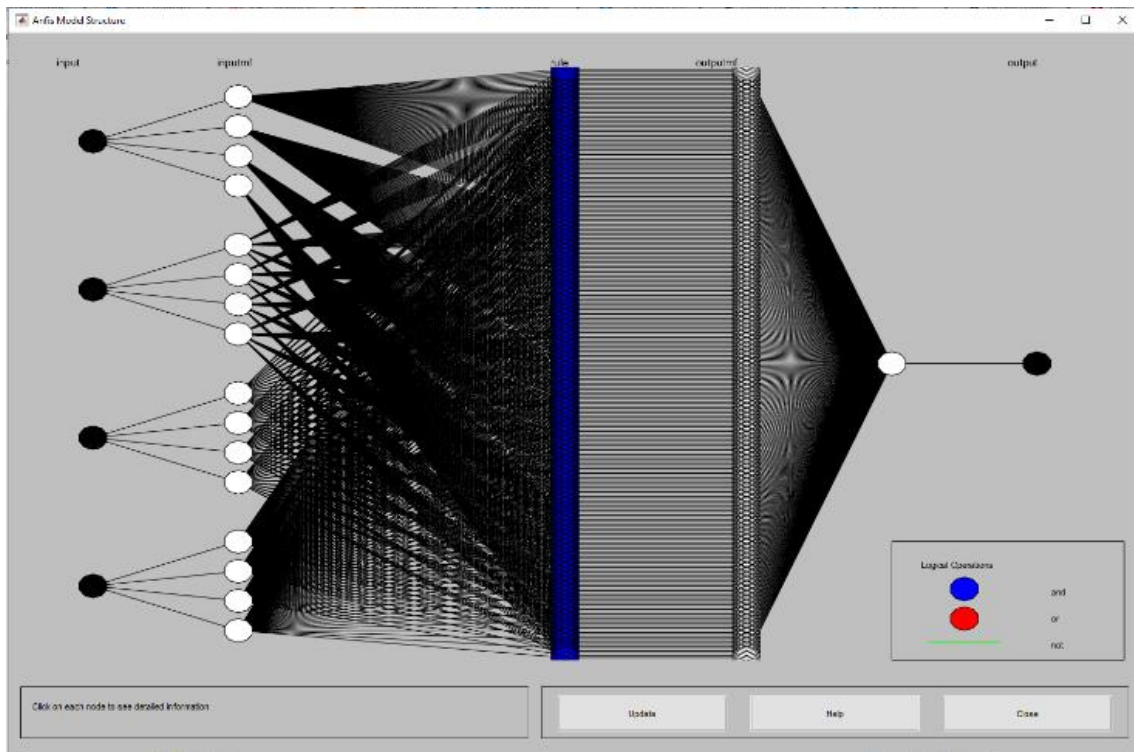 Anfis Model Structure
input inputmf rule outputmf output
Logical Operations
and
or
not
Click on each node to see detailed information
Update Help Close